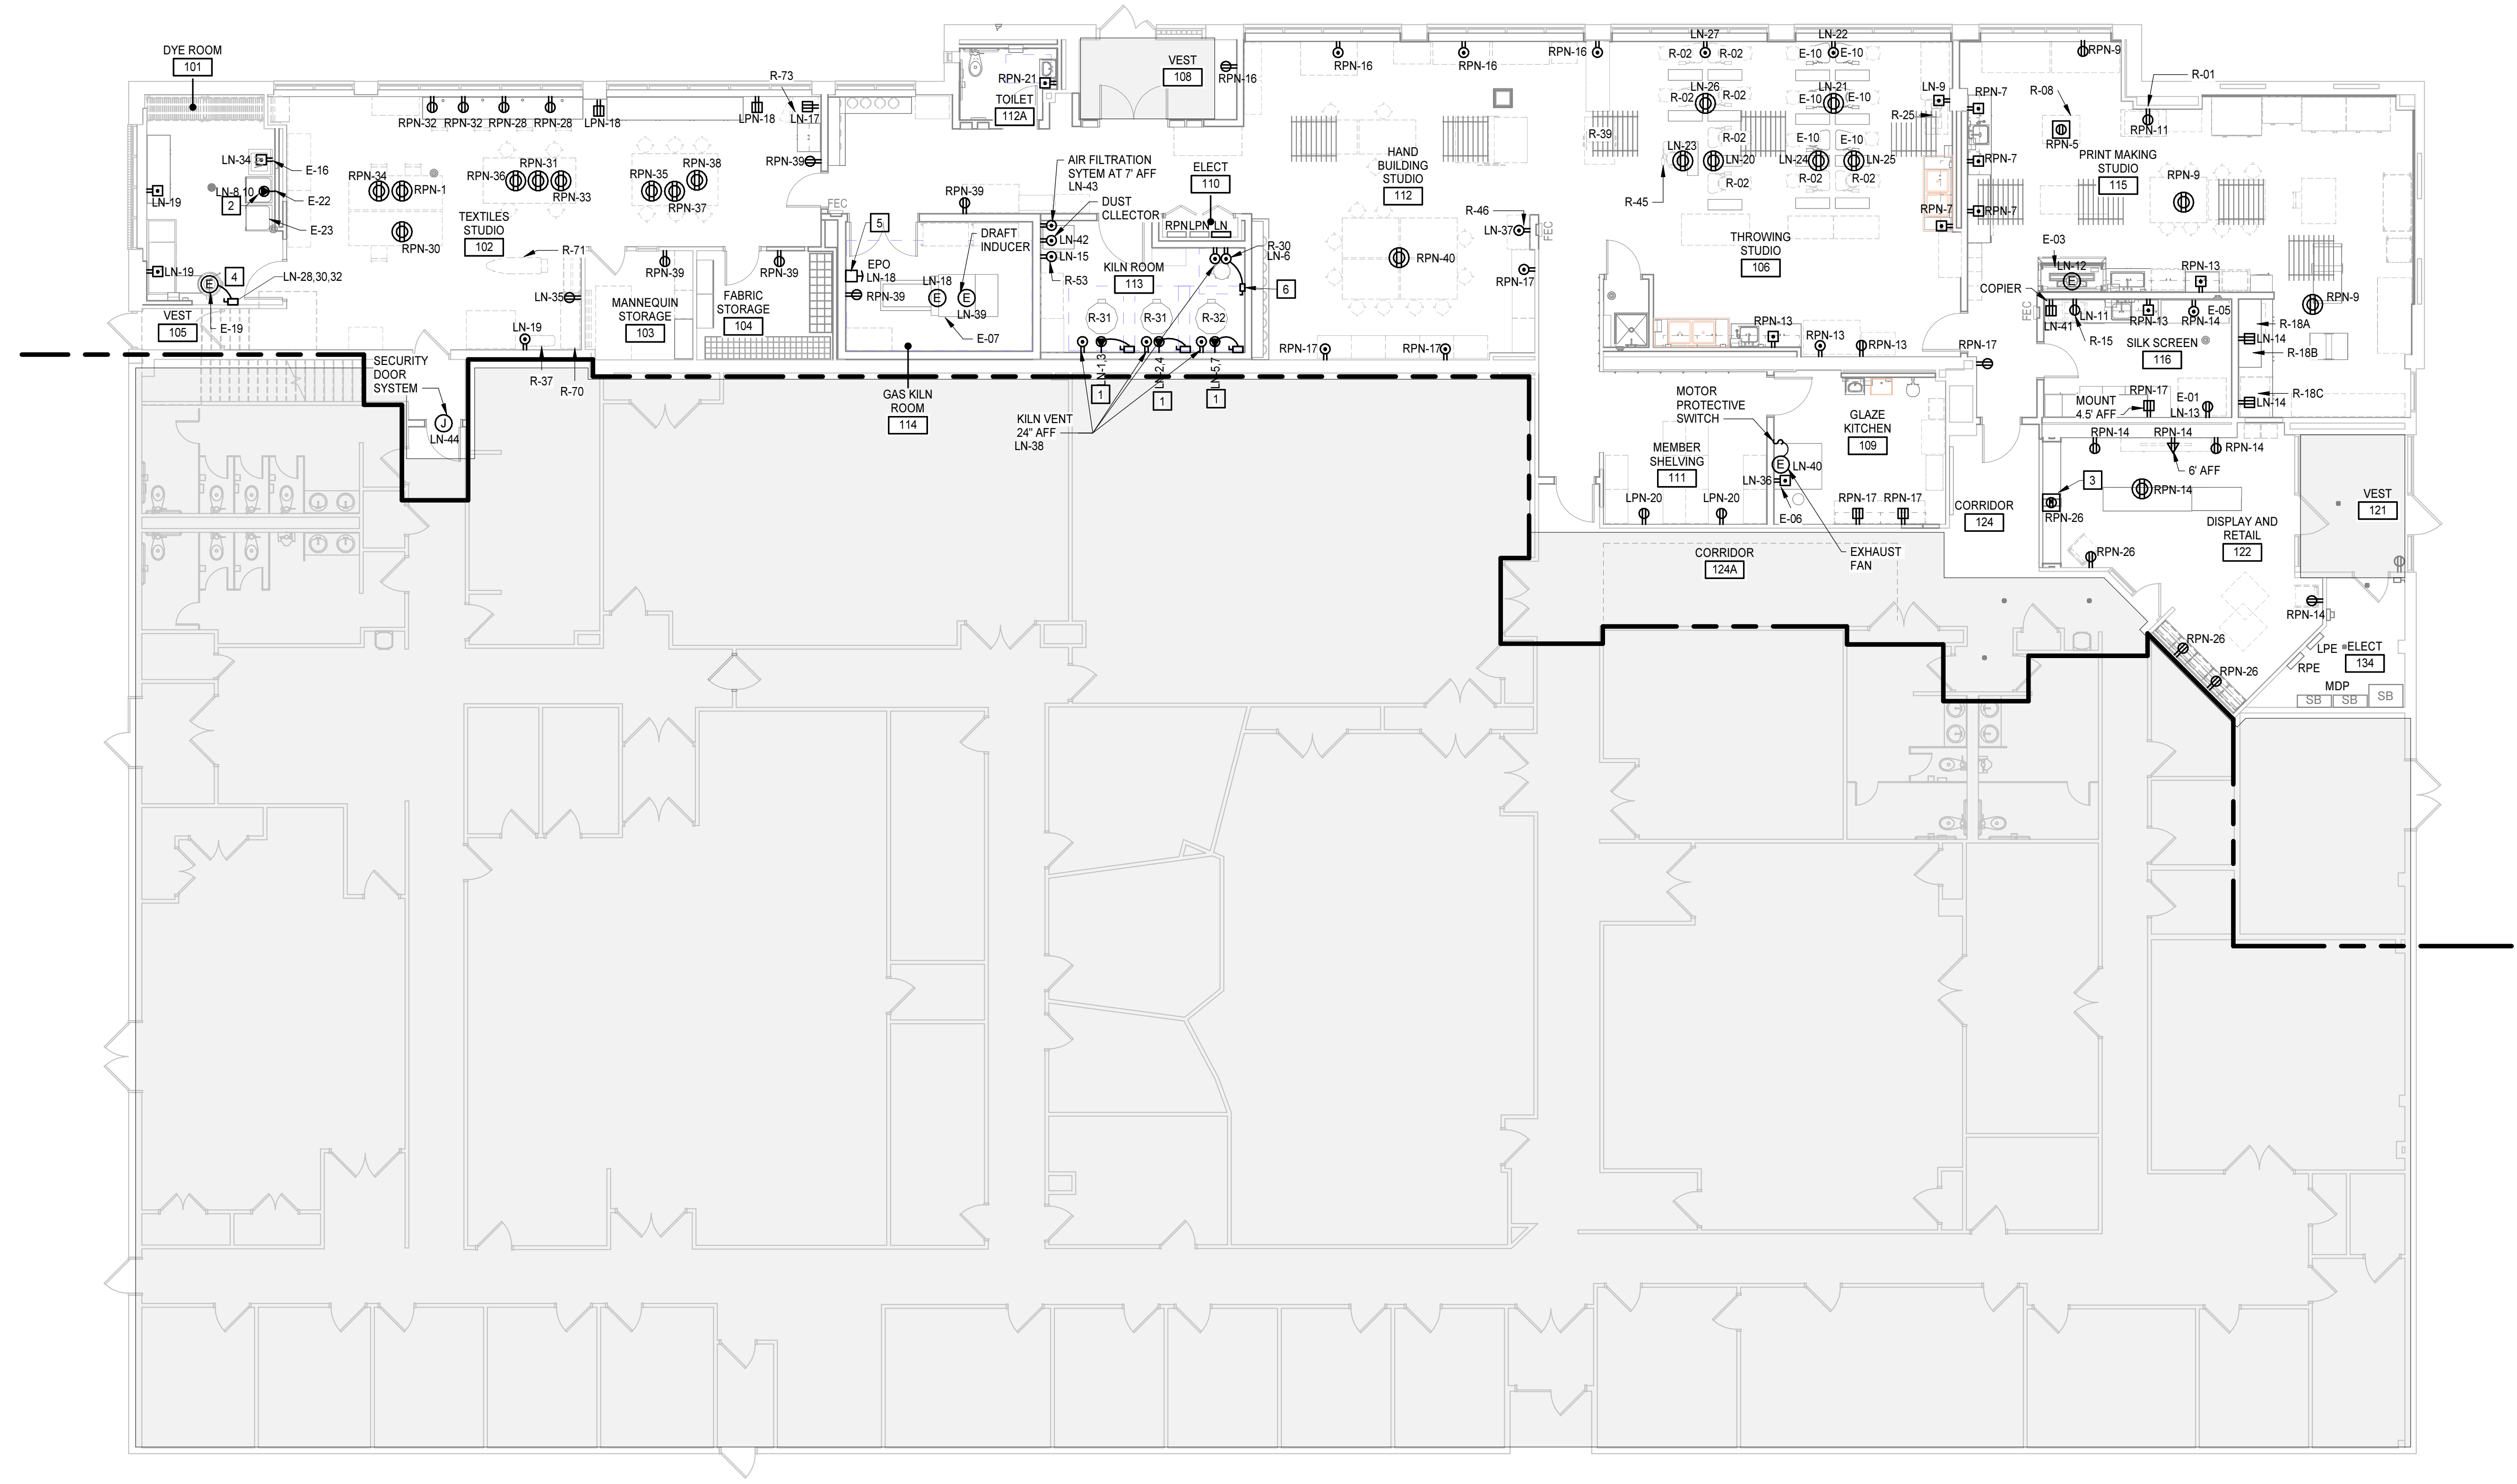 DYE ROOM
101
LN-34
E-16
LN-8,10
2
E-22
E-23
LN-19
LN-19
4
LN-28,30,32
E
E-19
VEST
105
RPN-32
RPN-32
RPN-28
RPN-28
LPN-18
LPN-18
R-73
LN-17
RPN-39
RPN-34
RPN-1
RPN-30
RPN-36
RPN-31
RPN-33
RPN-35
RPN-38
RPN-37
TEXTILES
STUDIO
102
R-71
LN-35
LN-19
R-37
R-70
SECURITY
DOOR
SYSTEM
J
LN-44
RPN-39
MANNEQUIN
STORAGE
103
RPN-39
FABRIC
STORAGE
104
FEC
5
EPO
LN-18
RPN-39
RPN-39
DRAFT
INDUCER
LN-18
E
E
LN-39
E-07
GAS KILN
ROOM
114
RPN-21
TOILET
112A
VEST
108
RPN-16
AIR FILTRATION
SYTEM AT 7' AFF
LN-43
DUST
CLLECTOR
LN-42
LN-15
R-53
ELECT
110
RPN
LPN
LN
KILN ROOM
113
R-30
LN-6
6
R-31
R-31
R-32
LN-1,3
1
LN-2,4
1
LN-5,7
1
KILN VENT
24" AFF
LN-38
RPN-16
RPN-16
RPN-16
HAND
BUILDING
STUDIO
112
RPN-40
R-39
R-46
LN-37
FEC
RPN-17
RPN-17
RPN-17
LN-27
R-02
R-02
LN-26
R-02
R-02
LN-22
E-10
E-10
LN-21
E-10
E-10
R-02
E-10
E-10
LN-23
LN-20
LN-24
LN-25
R-02
R-02
R-02
R-45
LN-9
R-25
THROWING
STUDIO
106
RPN-7
RPN-7
RPN-7
RPN-7
RPN-13
RPN-13
RPN-13
RPN-17
MOTOR
PROTECTIVE
SWITCH
MEMBER
SHELVING
111
GLAZE
KITCHEN
109
E
LN-40
LN-36
E-06
LPN-20
LPN-20
RPN-17
RPN-17
EXHAUST
FAN
CORRIDOR
124
CORRIDOR
124A
RPN-9
R-01
R-08
RPN-5
RPN-11
PRINT MAKING
STUDIO
115
RPN-9
RPN-9
E-03
LN-12
E
RPN-13
COPIER
FEC
LN-41
LN-11
R-15
RPN-13
RPN-14
E-05
SILK SCREEN
116
R-18A
LN-14
R-18B
R-18C
LN-14
MOUNT
4.5' AFF
RPN-17
E-01
LN-13
RPN-14
RPN-14
RPN-14
6' AFF
3
RPN-26
RPN-14
RPN-26
DISPLAY AND
RETAIL
122
VEST
121
RPN-14
RPN-26
RPN-26
LPE
RPE
ELECT
134
MDP
SB
SB
SB